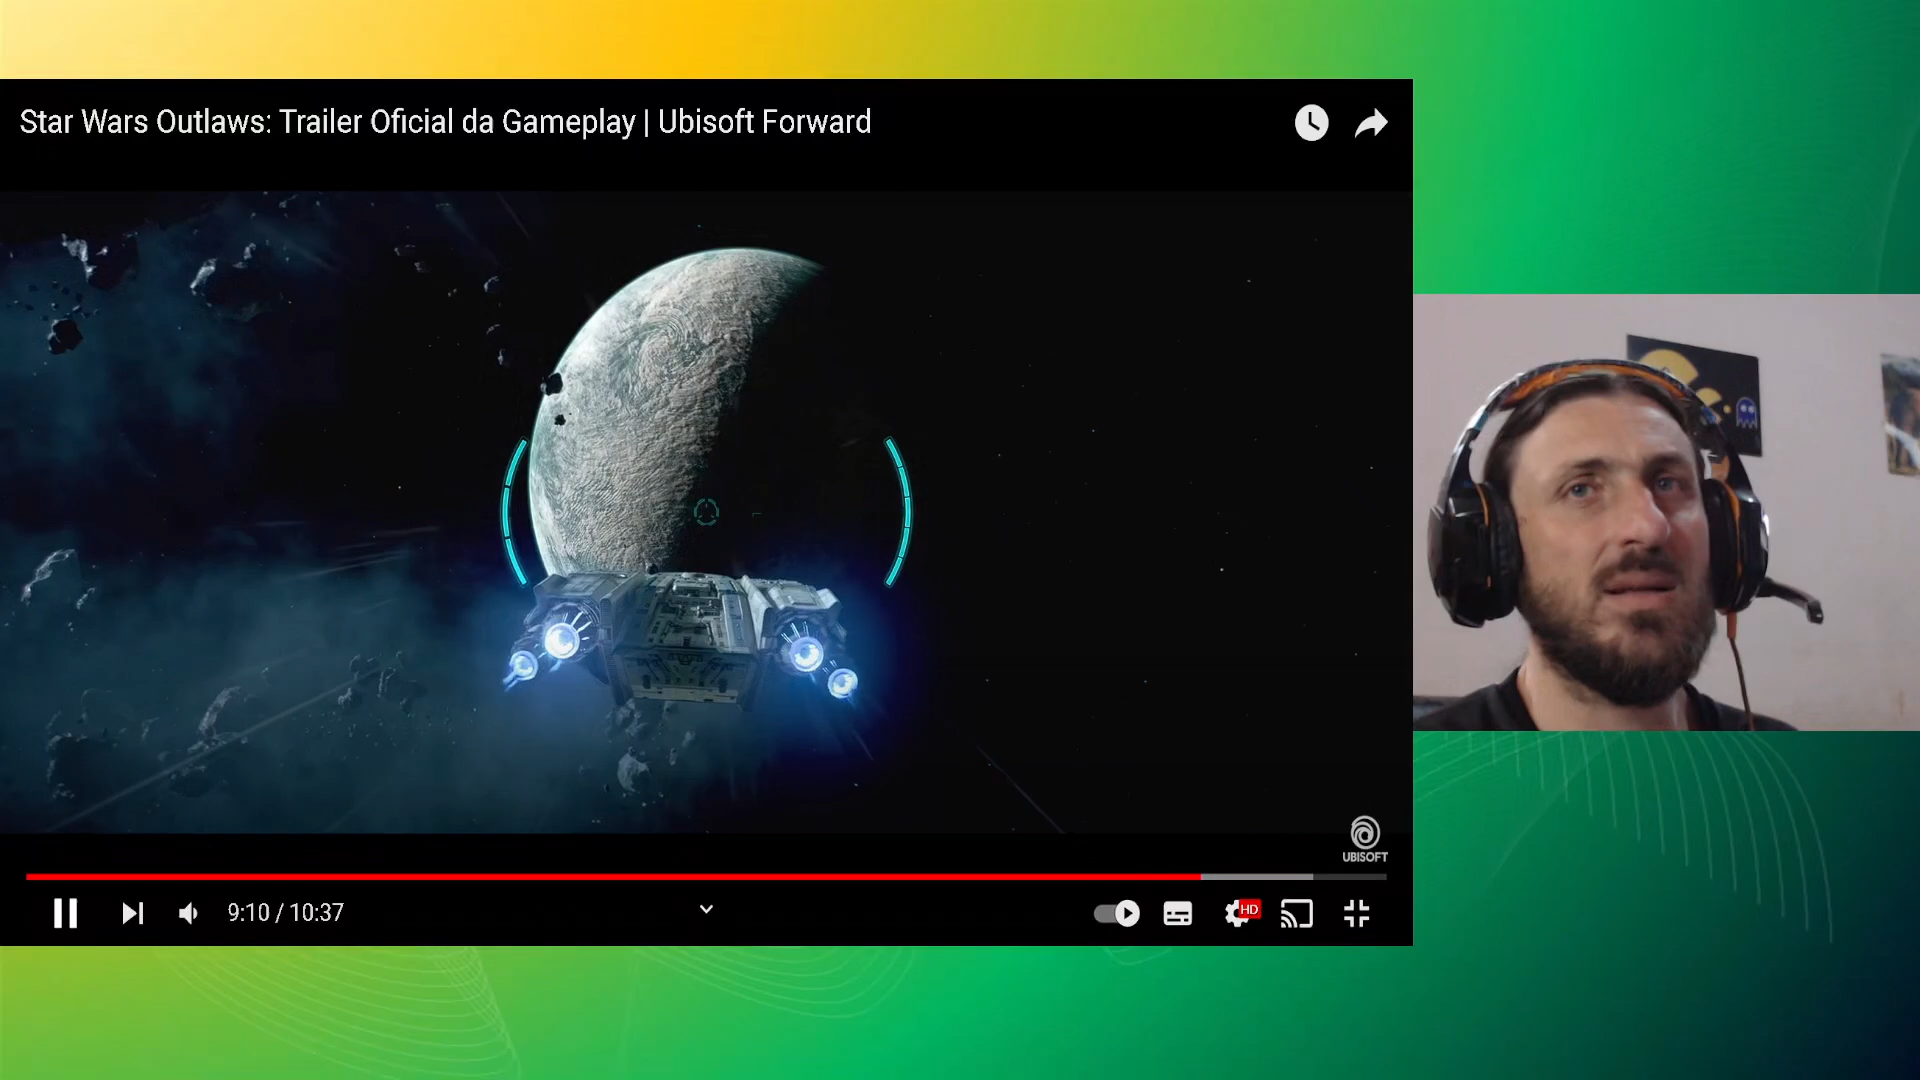 Star Wars Outlaws: Trailer Oficial da Gameplay | Ubisoft Forward
UBISOFT
9:10 / 10:37
HD